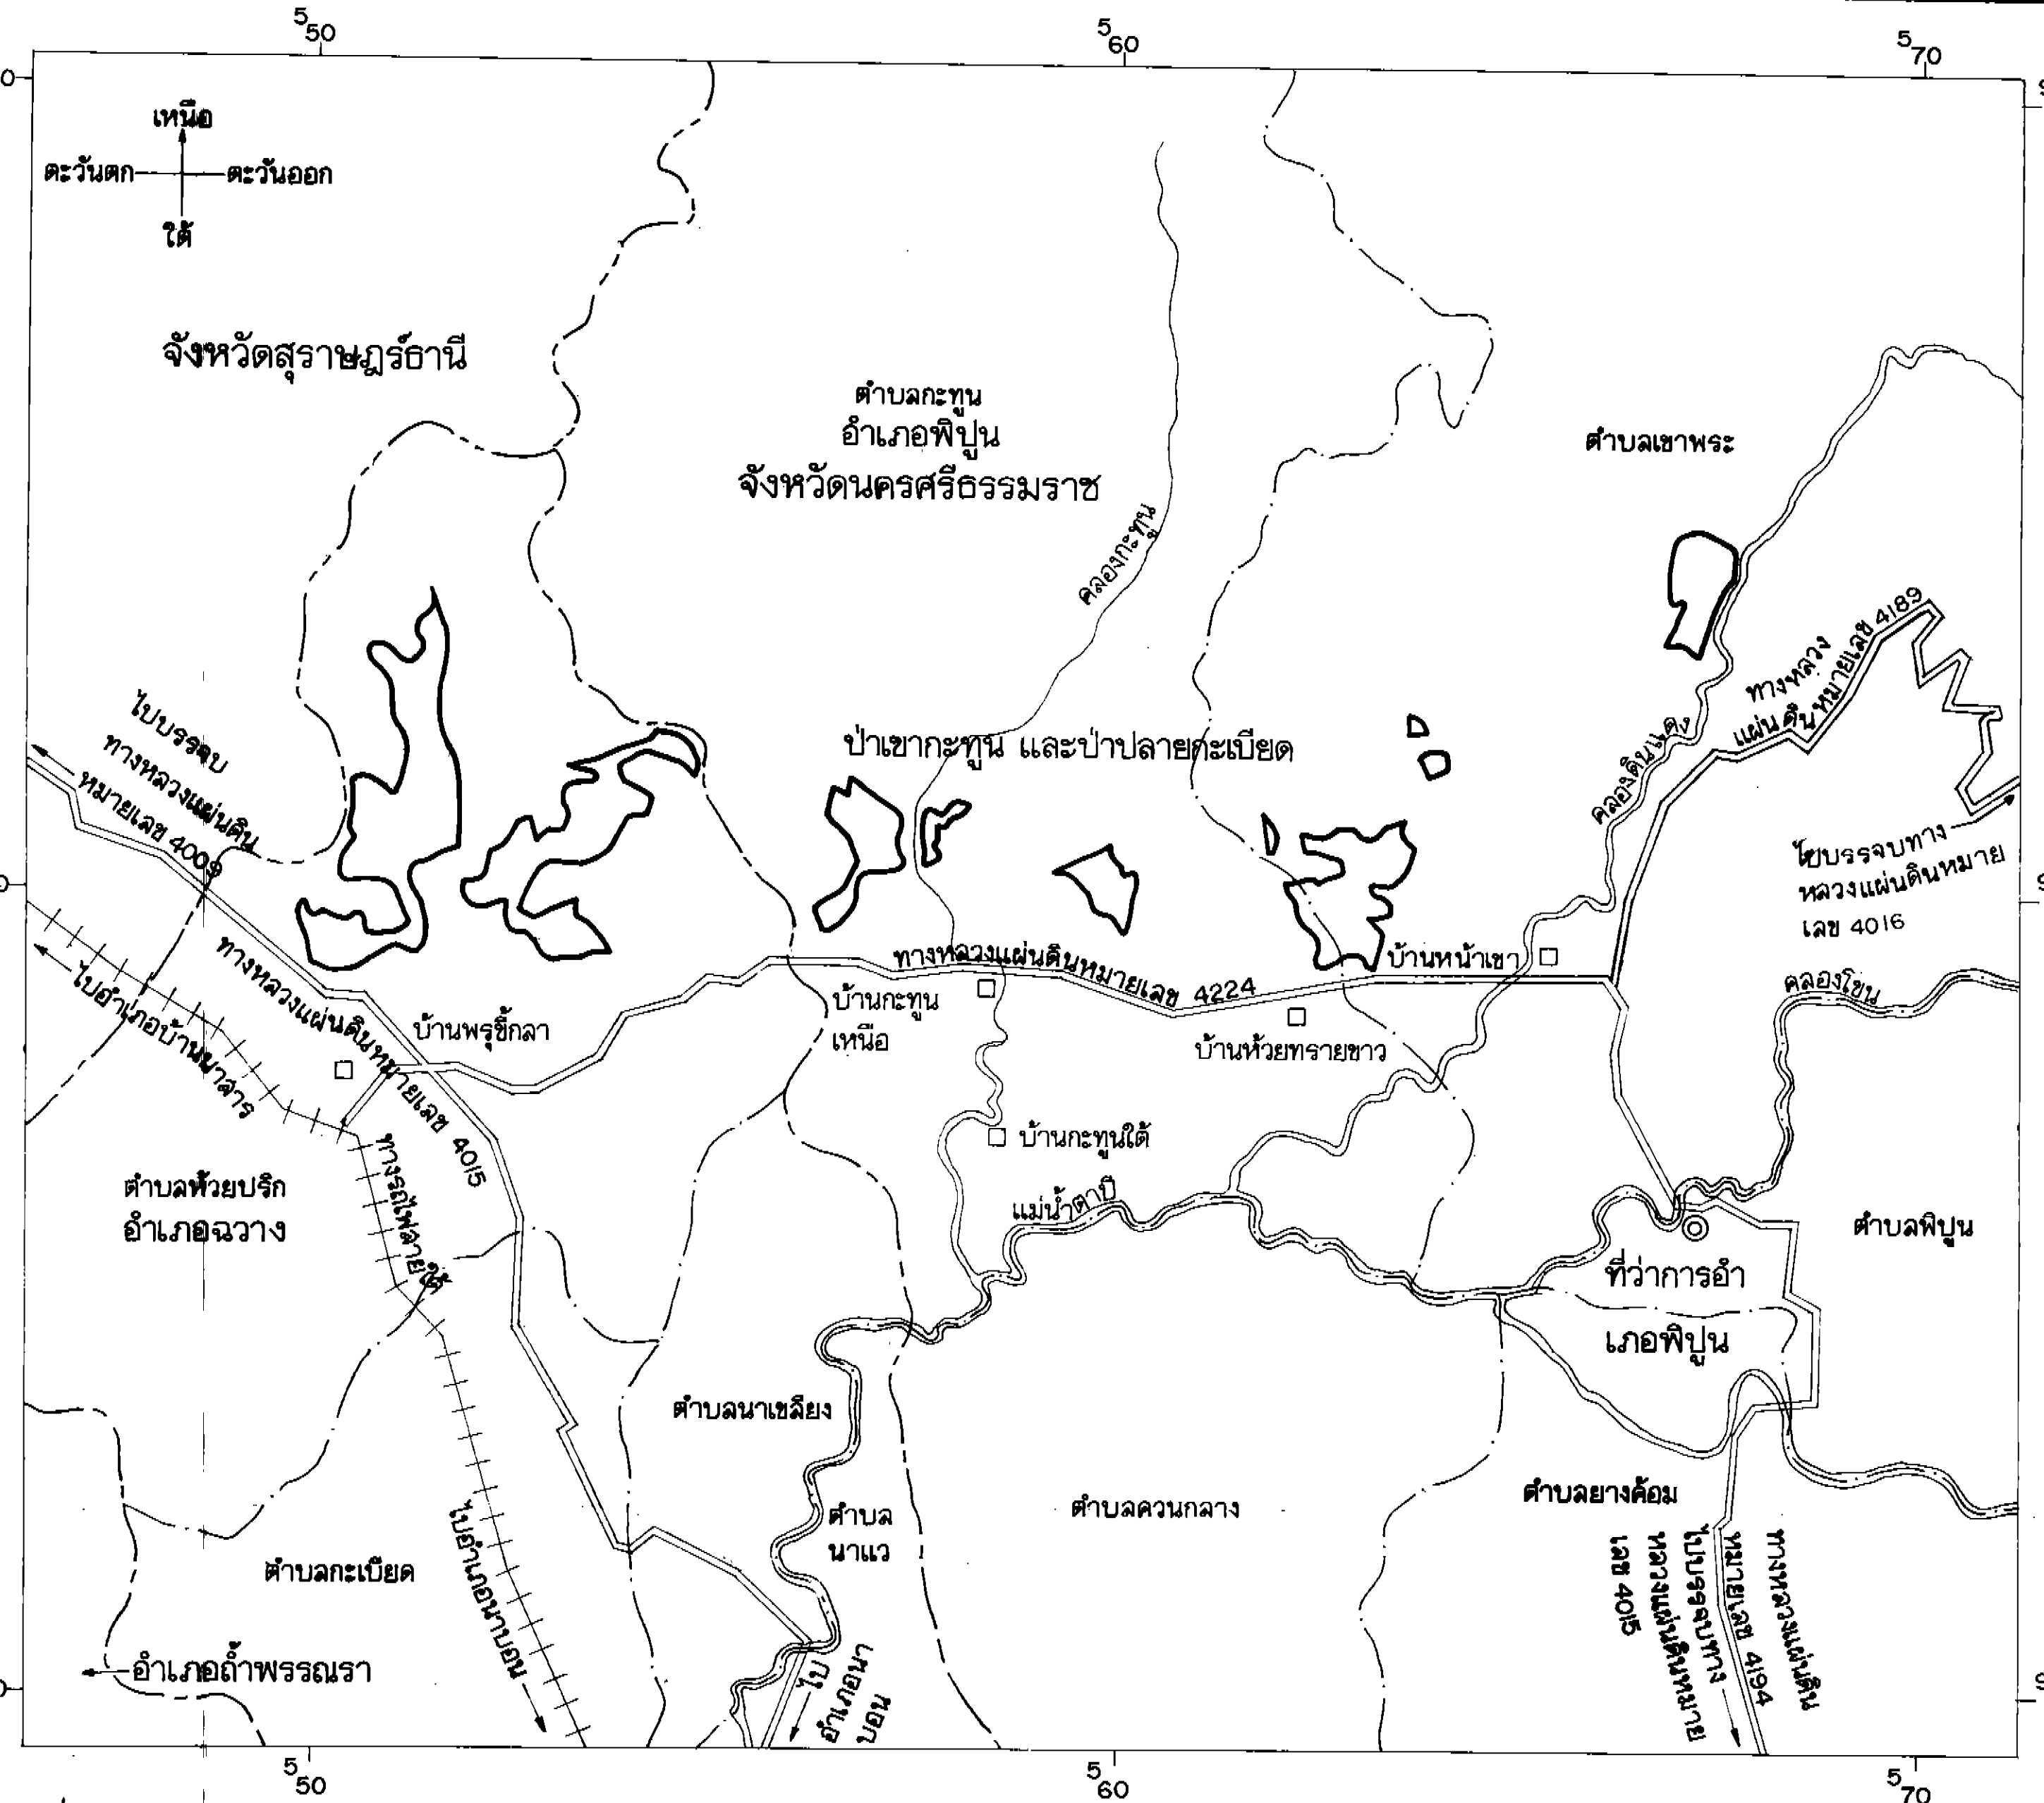 5 50
5 60
5 70
เหนือ
ตะวันตก
ตะวันออก
ใต้
จังหวัดสุราษฎร์ธานี
ตำบลกะทูน
อำเภอพิปูน
จังหวัดนครศรีธรรมราช
ตำบลเขาพระ
คลองกะทูน
ทางหลวง
แผ่นดินหมายเลข 4189
ป่าเขากะทูน และป่าปลายกะเบียด
คลองดินแดง
ไปบรรจบ
ทางหลวงแผ่นดิน
หมายเลข 4009
ไปบรรจบทาง
หลวงแผ่นดินหมาย
เลข 4016
ทางหลวงแผ่นดินหมายเลข 4015
ทางหลวงแผ่นดินหมายเลข 4224
บ้านหน้าเขา
คลองโขน
ไปอำเภอบ้านนาสาร
บ้านพรุขี้กลา
บ้านกะทูน
เหนือ
บ้านห้วยทรายขาว
บ้านกะทูนใต้
ทางรถไฟสายใต้
ตำบลห้วยปริก
อำเภอฉวาง
แม่น้ำตาปี
ตำบลพิปูน
ที่ว่าการอำ
เภอพิปูน
ตำบลนาเขลียง
ตำบล
นาแว
ตำบลควนกลาง
ตำบลยางค้อม
ตำบลกะเบียด
ไปอำเภอนาบอน
ทางหลวงแผ่นดิน
หมายเลข 4194
ไปบรรจบทาง
หลวงแผ่นดินหมาย
เลข 4015
อำเภอถ้ำพรรณรา
ไป
อำเภอนา
บอน
5 50
5 60
5 70